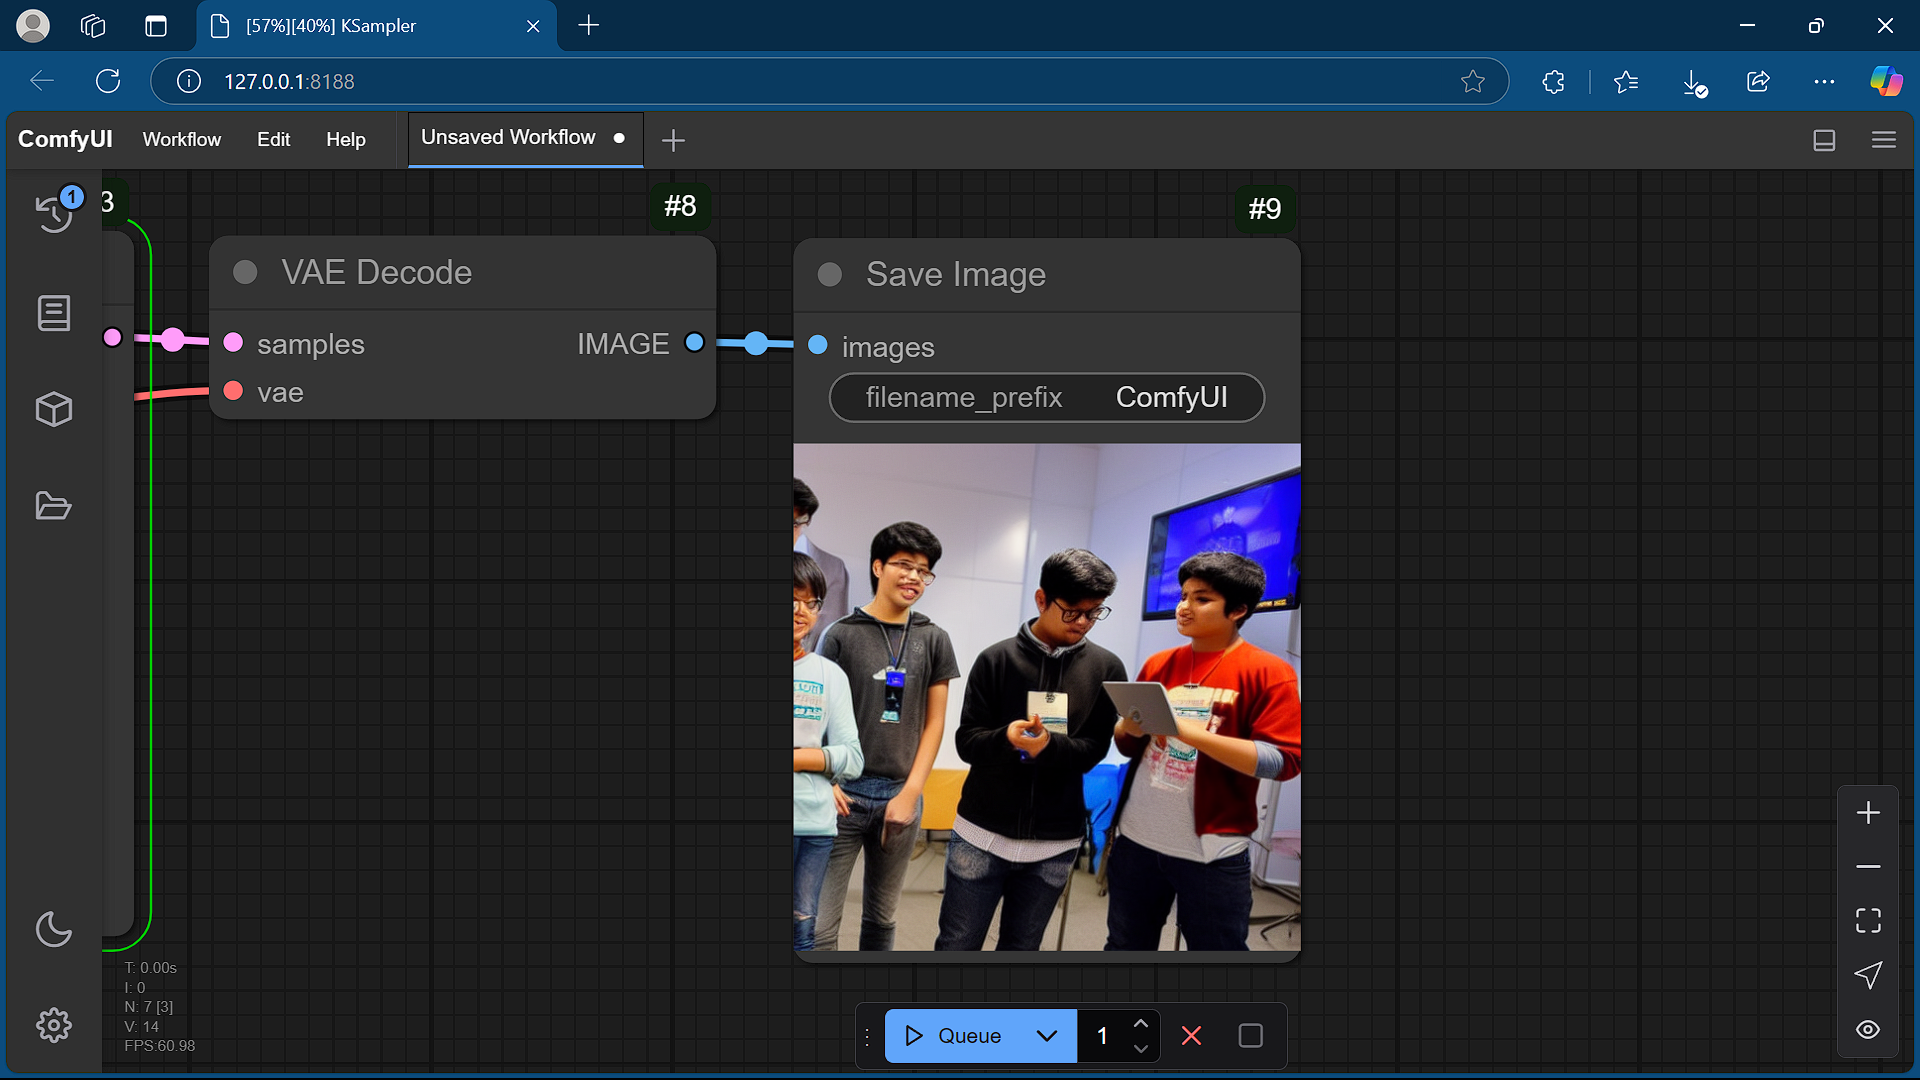 [57%][40%] KSampler
127.0.0.1:8188
ComfyUI
Workflow
Edit
Help
Unsaved Workflow
1
3
#8
#9
VAE Decode
Save Image
samples
IMAGE
images
vae
filename_prefix
ComfyUI
T: 0.00s
I: 0
N: 7 [3]
V: 14
FPS:60.98
Queue
1